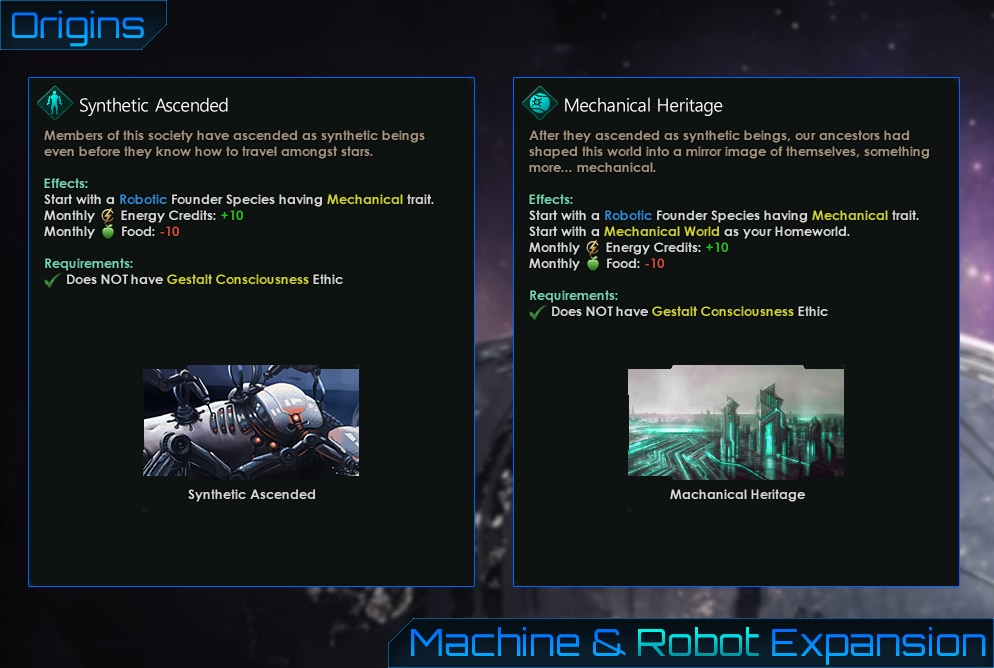 Origins
Synthetic Ascended
Members of this society have ascended as synthetic beings
even before they know how to travel amongst stars.
Effects:
Start with a Robotic Founder Species having Mechanical trait.
Monthly Energy Credits: +10
Monthly Food: -10
Requirements:
Does NOT have Gestalt Consciousness Ethic
Synthetic Ascended
Mechanical Heritage
After they ascended as synthetic beings, our ancestors had
shaped this world into a mirror image of themselves, something
more... mechanical.
Effects:
Start with a Robotic Founder Species having Mechanical trait.
Start with a Mechanical World as your Homeworld.
Monthly Energy Credits: +10
Monthly Food: -10
Requirements:
Does NOT have Gestalt Consciousness Ethic
Machanical Heritage
Machine & Robot Expansion